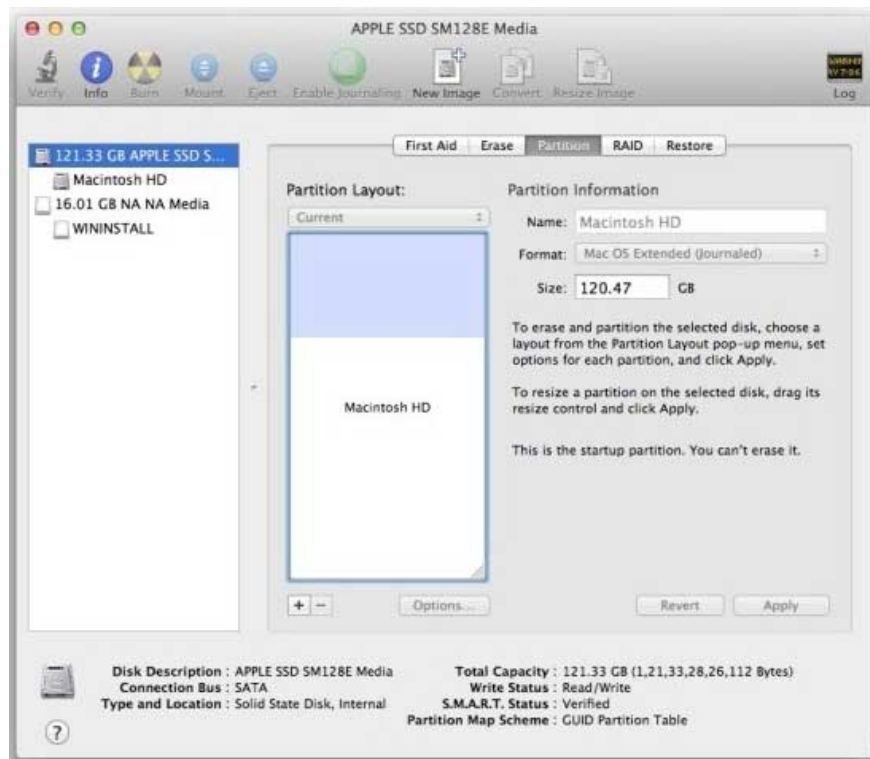 APPLE SSD SM128E Media
Verify Info Burn Mount Eject Enable Journaling New Image Convert Resize Image Log
121.33 GB APPLE SSD S...
Macintosh HD
16.01 GB NA NA Media
WININSTALL
First Aid Erase Partition RAID Restore
Partition Layout:
Current
Macintosh HD
+ - Options...
Partition Information
Name: Macintosh HD
Format: Mac OS Extended (Journaled)
Size: 120.47 GB
To erase and partition the selected disk, choose a
layout from the Partition Layout pop-up menu, set
options for each partition, and click Apply.
To resize a partition on the selected disk, drag its
resize control and click Apply.
This is the startup partition. You can't erase it.
Revert Apply
Disk Description : APPLE SSD SM128E Media
Connection Bus : SATA
Type and Location : Solid State Disk, Internal
Total Capacity : 121.33 GB (1,21,33,28,26,112 Bytes)
Write Status : Read/Write
S.M.A.R.T. Status : Verified
Partition Map Scheme : GUID Partition Table
?